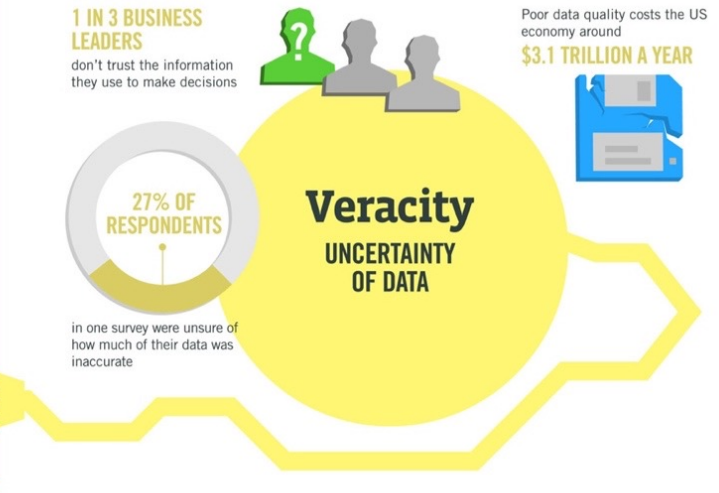 1 IN 3 BUSINESS
LEADERS
don't trust the information
they use to make decisions
?
Poor data quality costs the US
economy around
$3.1 TRILLION A YEAR
27% OF
RESPONDENTS
in one survey were unsure of
how much of their data was
inaccurate
Veracity
UNCERTAINTY
OF DATA